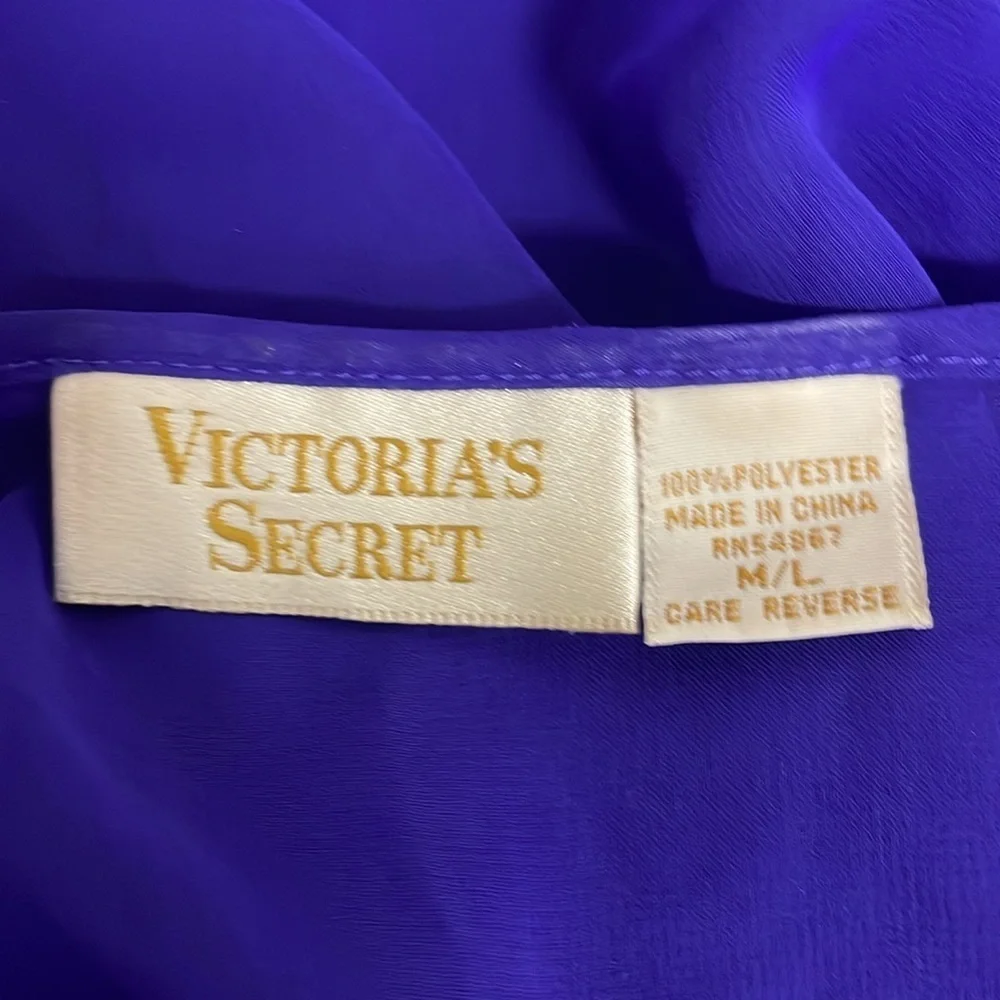 VICTORIA'S
SECRET
100% POLYESTER
MADE IN CHINA
RN54867
M/L
CARE REVERSE